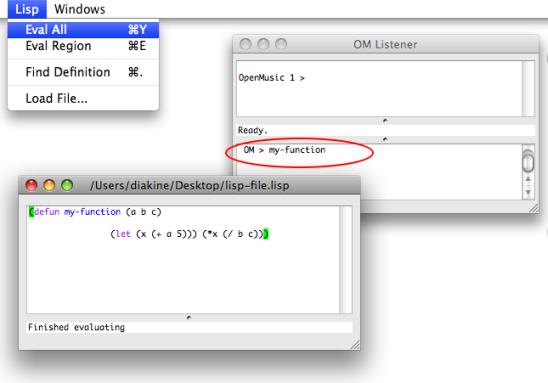 Lisp Windows
Eval All ⌘Y
Eval Region ⌘E
Find Definition ⌘.
Load File...
OM Listener
OpenMusic 1 >
Ready.
OM > my-function
/Users/diakine/Desktop/lisp-file.lisp
(defun my-function (a b c)
(let (x (+ a 5))) (*x (/ b c)))
Finished evaluating